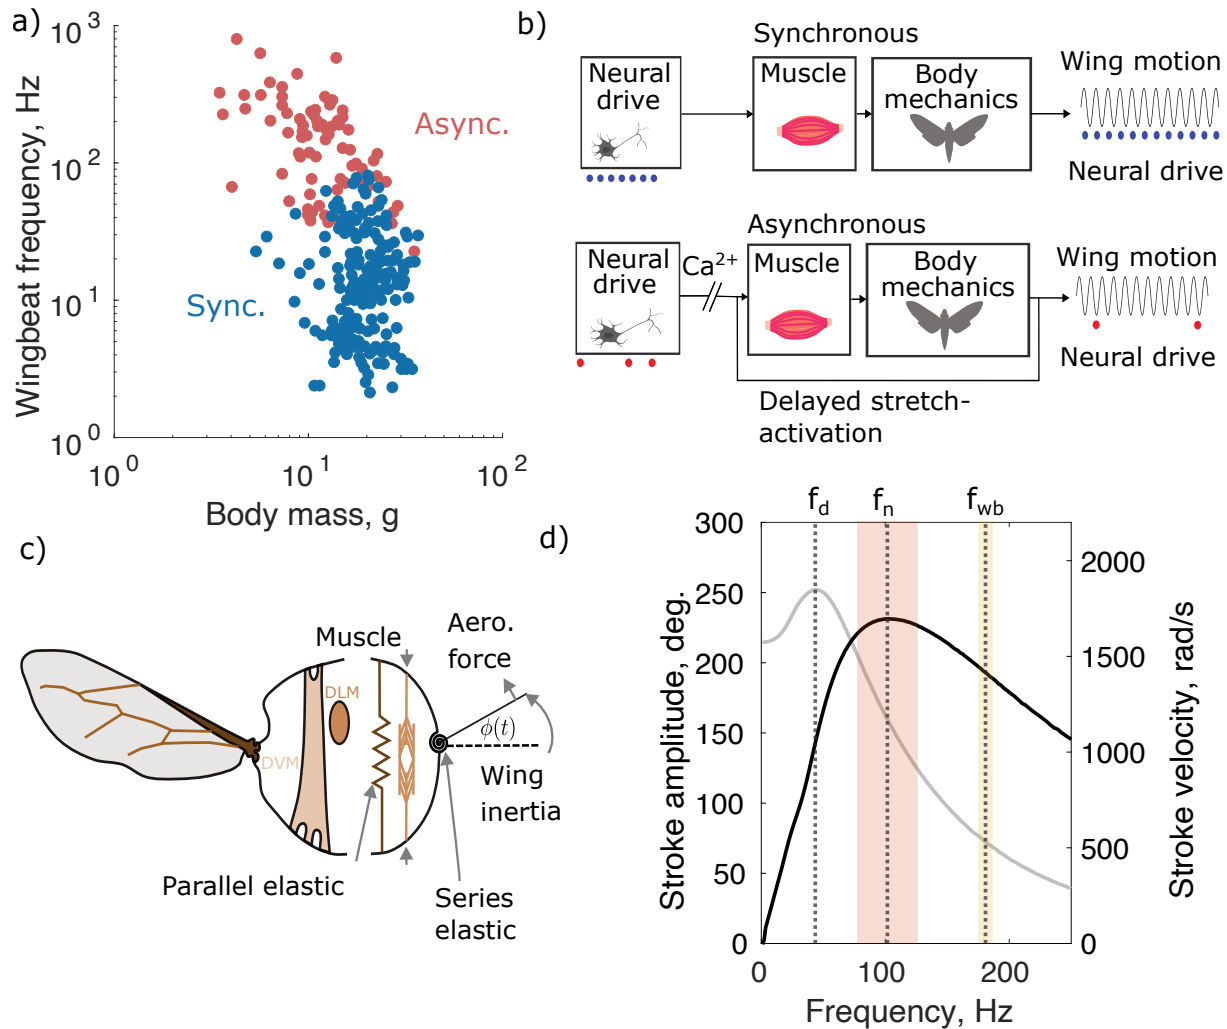 a)
10³
10²
10¹
10⁰
Wingbeat frequency, Hz
Async.
Sync.
10⁰
10¹
10²
Body mass, g
b)
Synchronous
Neural
drive
Muscle
Body
mechanics
Wing motion
Neural drive
Asynchronous
Neural
drive
Ca²⁺
Muscle
Body
mechanics
Wing motion
Neural drive
Delayed stretch-
activation
c)
Muscle
DLM
DVM
Aero.
force
ϕ(t)
Wing
inertia
Parallel elastic
Series
elastic
d)
f_d
f_n
f_wb
300
250
200
150
100
50
0
Stroke amplitude, deg.
2000
1500
1000
500
0
Stroke velocity, rad/s
0
100
200
Frequency, Hz